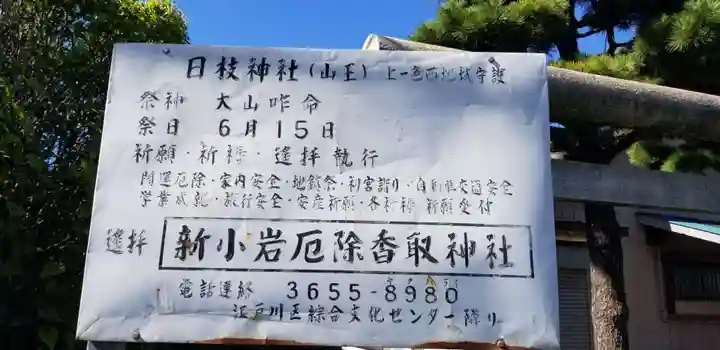 日枝神社(山王) 上一色西地域守護
祭神 大山咋命
祭日 6月15日
祈願・祈祷・遥拝執行
開運厄除・家内安全・地鎮祭・初宮詣り・自動車交通安全
学業成就・旅行安全・安産祈願・各祈祷 祈願受付
遥拝 新小岩厄除香取神社
電話連絡 3655-8980
江戸川区綜合文化センター隣り